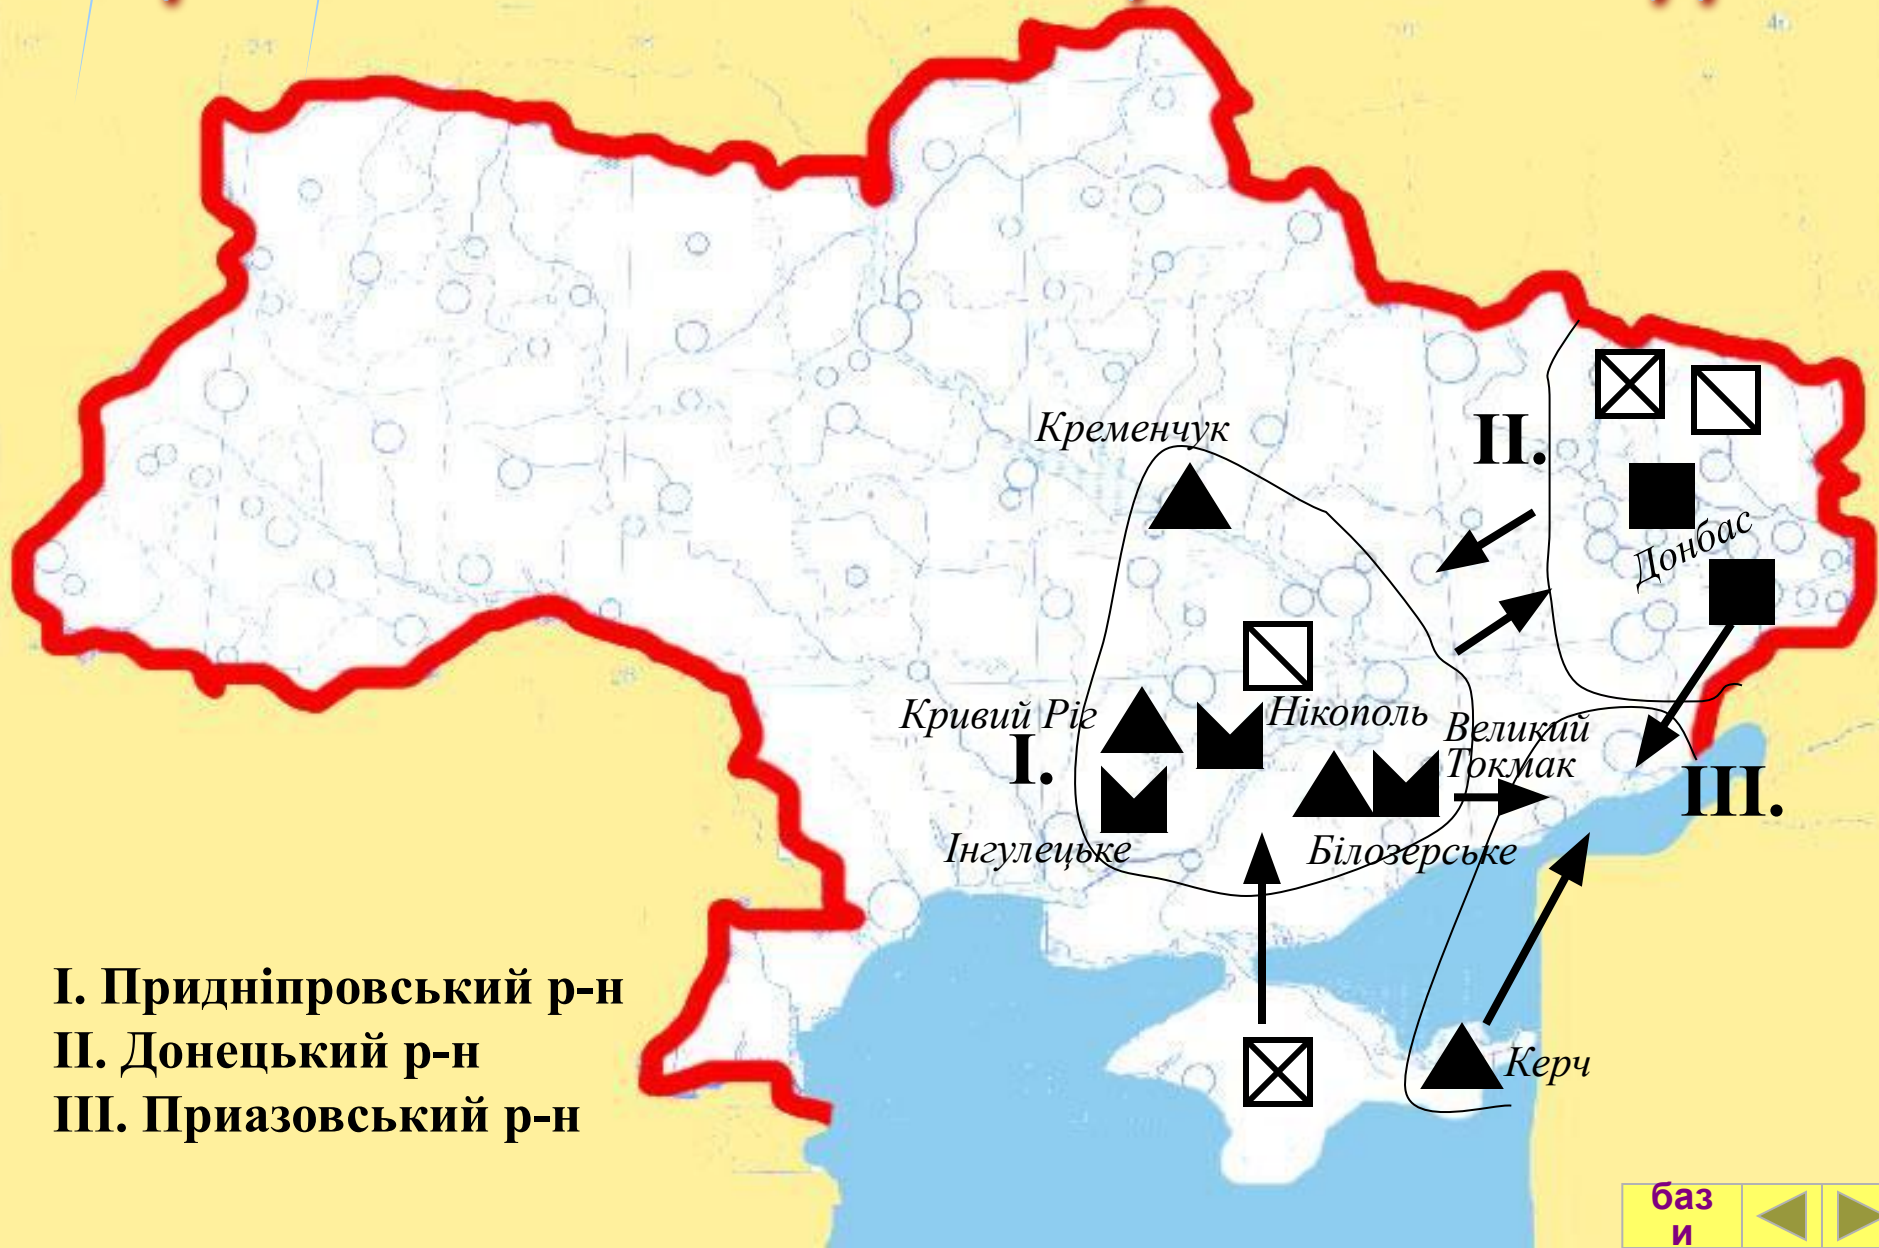 Кременчук
II.
Донбас
Кривий Ріг
Нікополь
Великий
Токмак
I.
III.
Інгулецьке
Білозерське
Керч
I. Придніпровський р-н
II. Донецький р-н
III. Приазовський р-н
баз
и